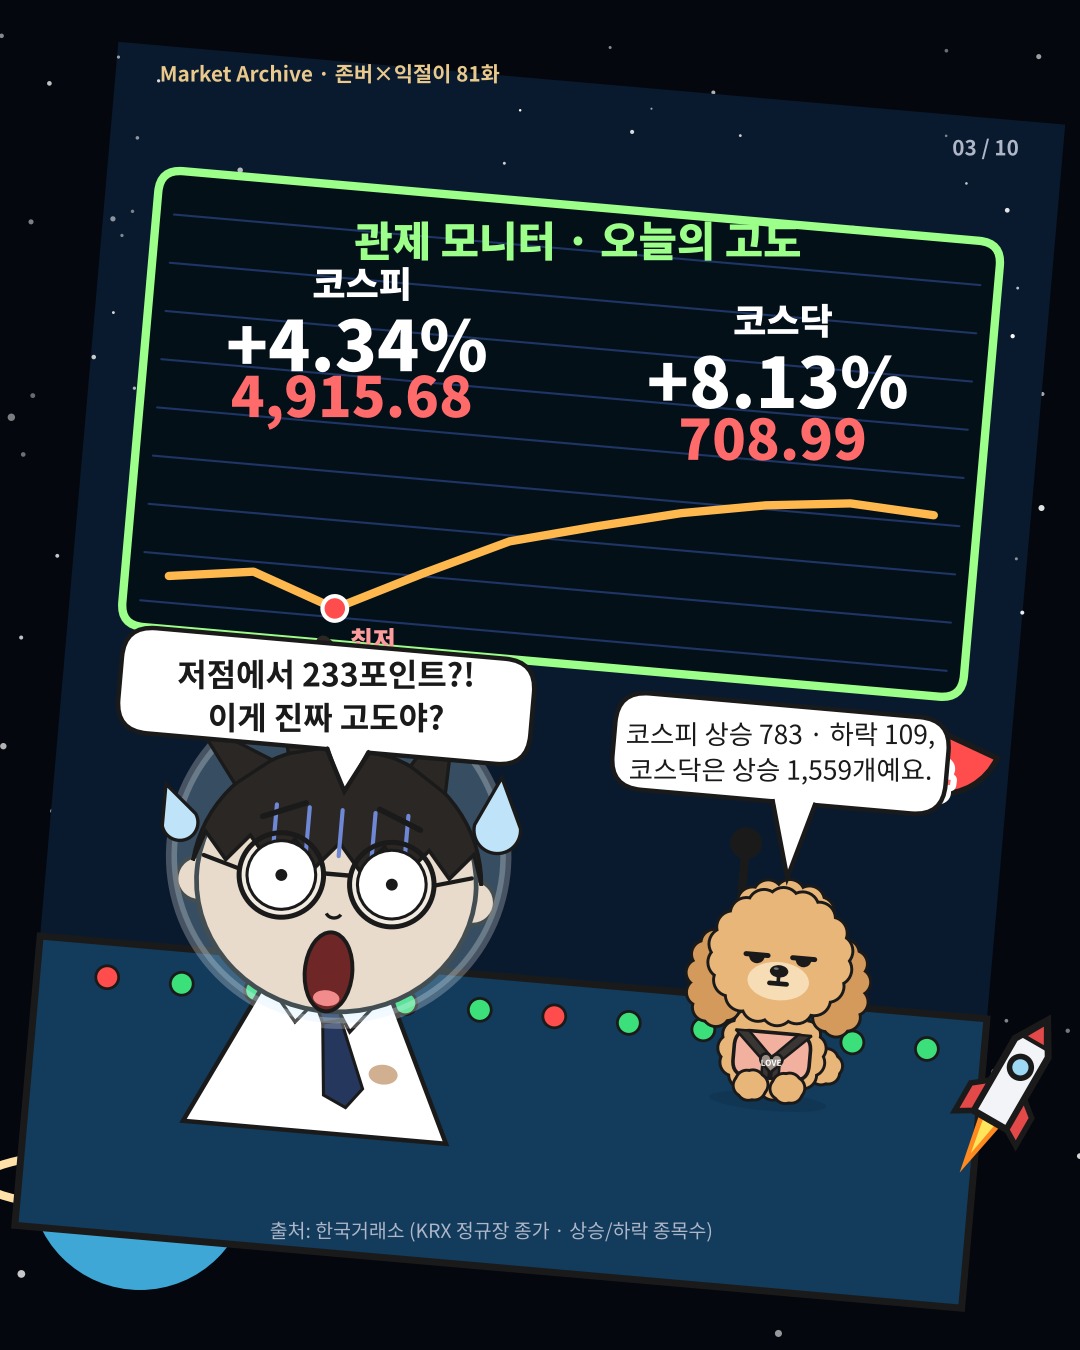 Market Archive · 존버×익절이 81화
03 / 10
관제 모니터 · 오늘의 고도
코스피
+4.34%
4,915.68
코스닥
+8.13%
708.99
최저
저점에서 233포인트?!
이게 진짜 고도야?
코스피 상승 783 · 하락 109,
코스닥은 상승 1,559개예요.
LOVE
출처: 한국거래소 (KRX 정규장 종가 · 상승/하락 종목수)